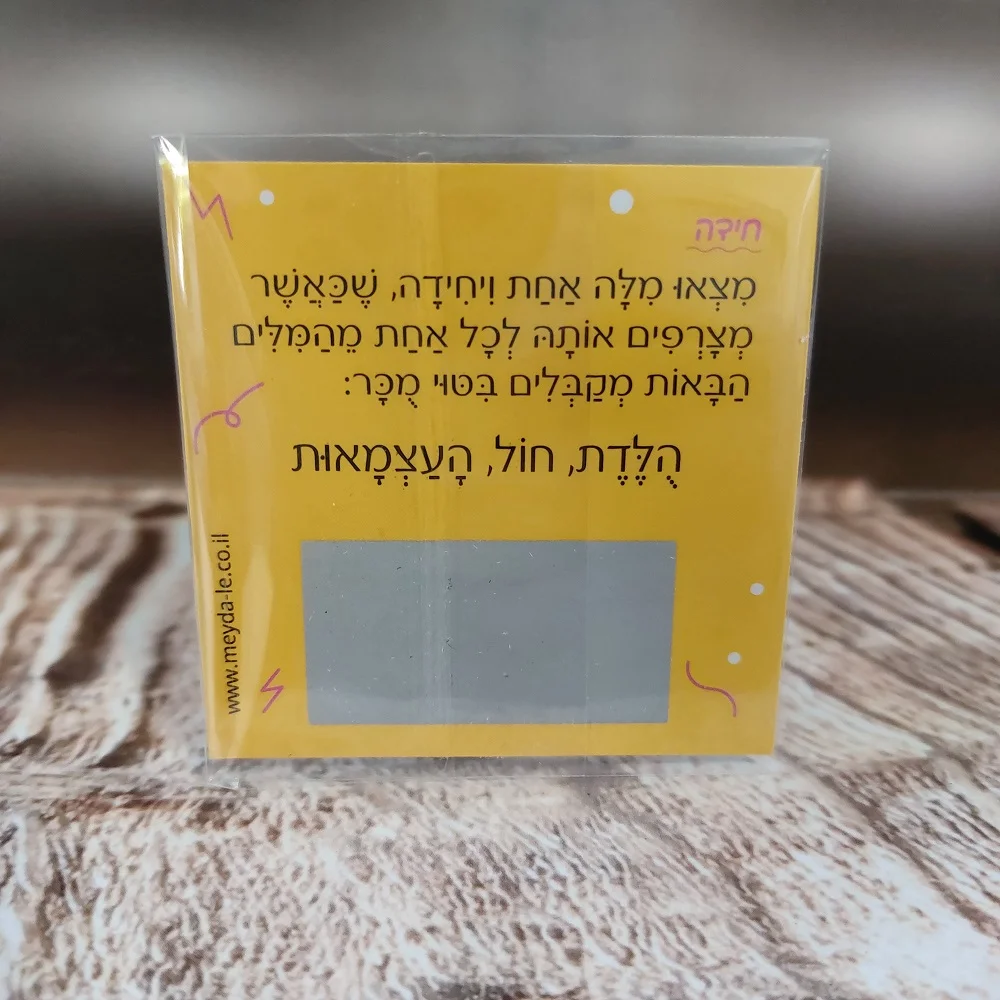 חידה
מִצְאוּ מִלָּה אַחַת וִיחִידָה, שֶׁכַּאֲשֶׁר
מְצָרְפִים אוֹתָהּ לְכָל אַחַת מֵהַמִּלִּים
הַבָּאוֹת מְקַבְּלִים בִּטּוּי מֻכָּר:
הֻלֶּדֶת, חוֹל, הָעַצְמָאוּת
www.meyda-le.co.il